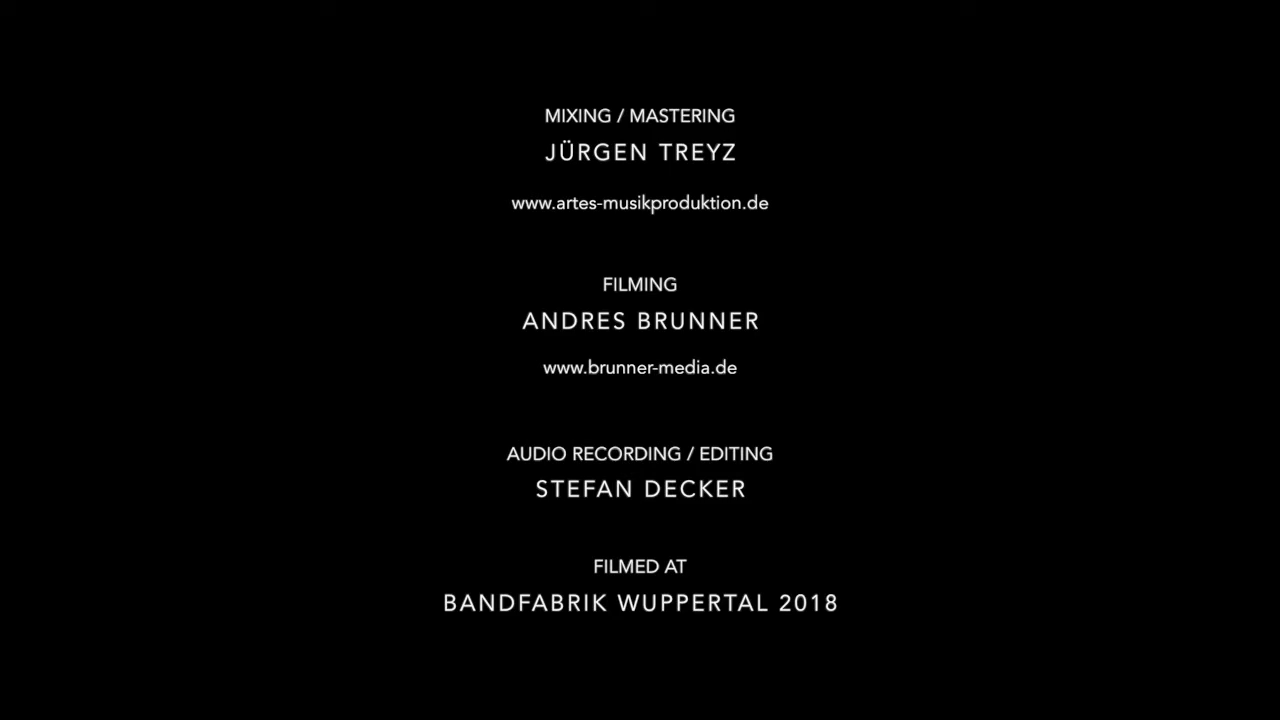 MIXING / MASTERING
JÜRGEN TREYZ
www.artes-musikproduktion.de
FILMING
ANDRES BRUNNER
www.brunner-media.de
AUDIO RECORDING / EDITING
STEFAN DECKER
FILMED AT
BANDFABRIK WUPPERTAL 2018